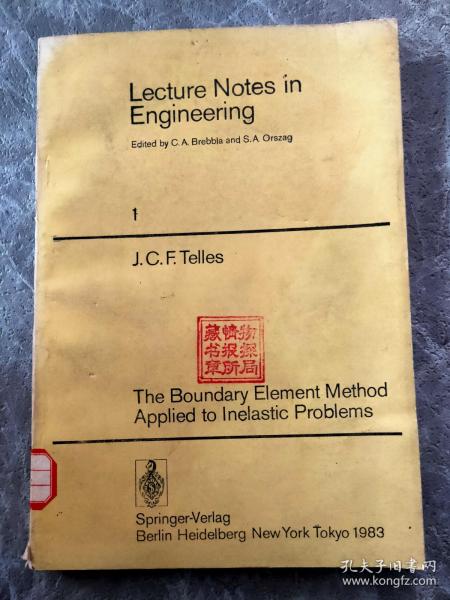 Lecture Notes in
Engineering
Edited by C.A. Brebbia and S.A. Orszag
1
J.C.F. Telles
物探局
情报所
藏书章
The Boundary Element Method
Applied to Inelastic Problems
Springer-Verlag
Berlin Heidelberg New York Tokyo 1983
孔夫子旧书网
www.kongfz.com